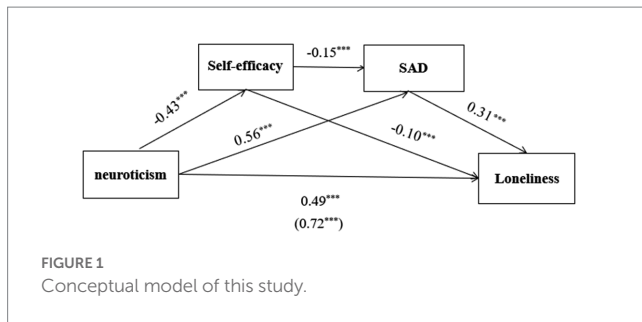 -0.15***
Self-efficacy
SAD
-0.43***
0.56***
-0.10***
0.31***
neuroticism
Loneliness
0.49***
(0.72***)
FIGURE 1
Conceptual model of this study.